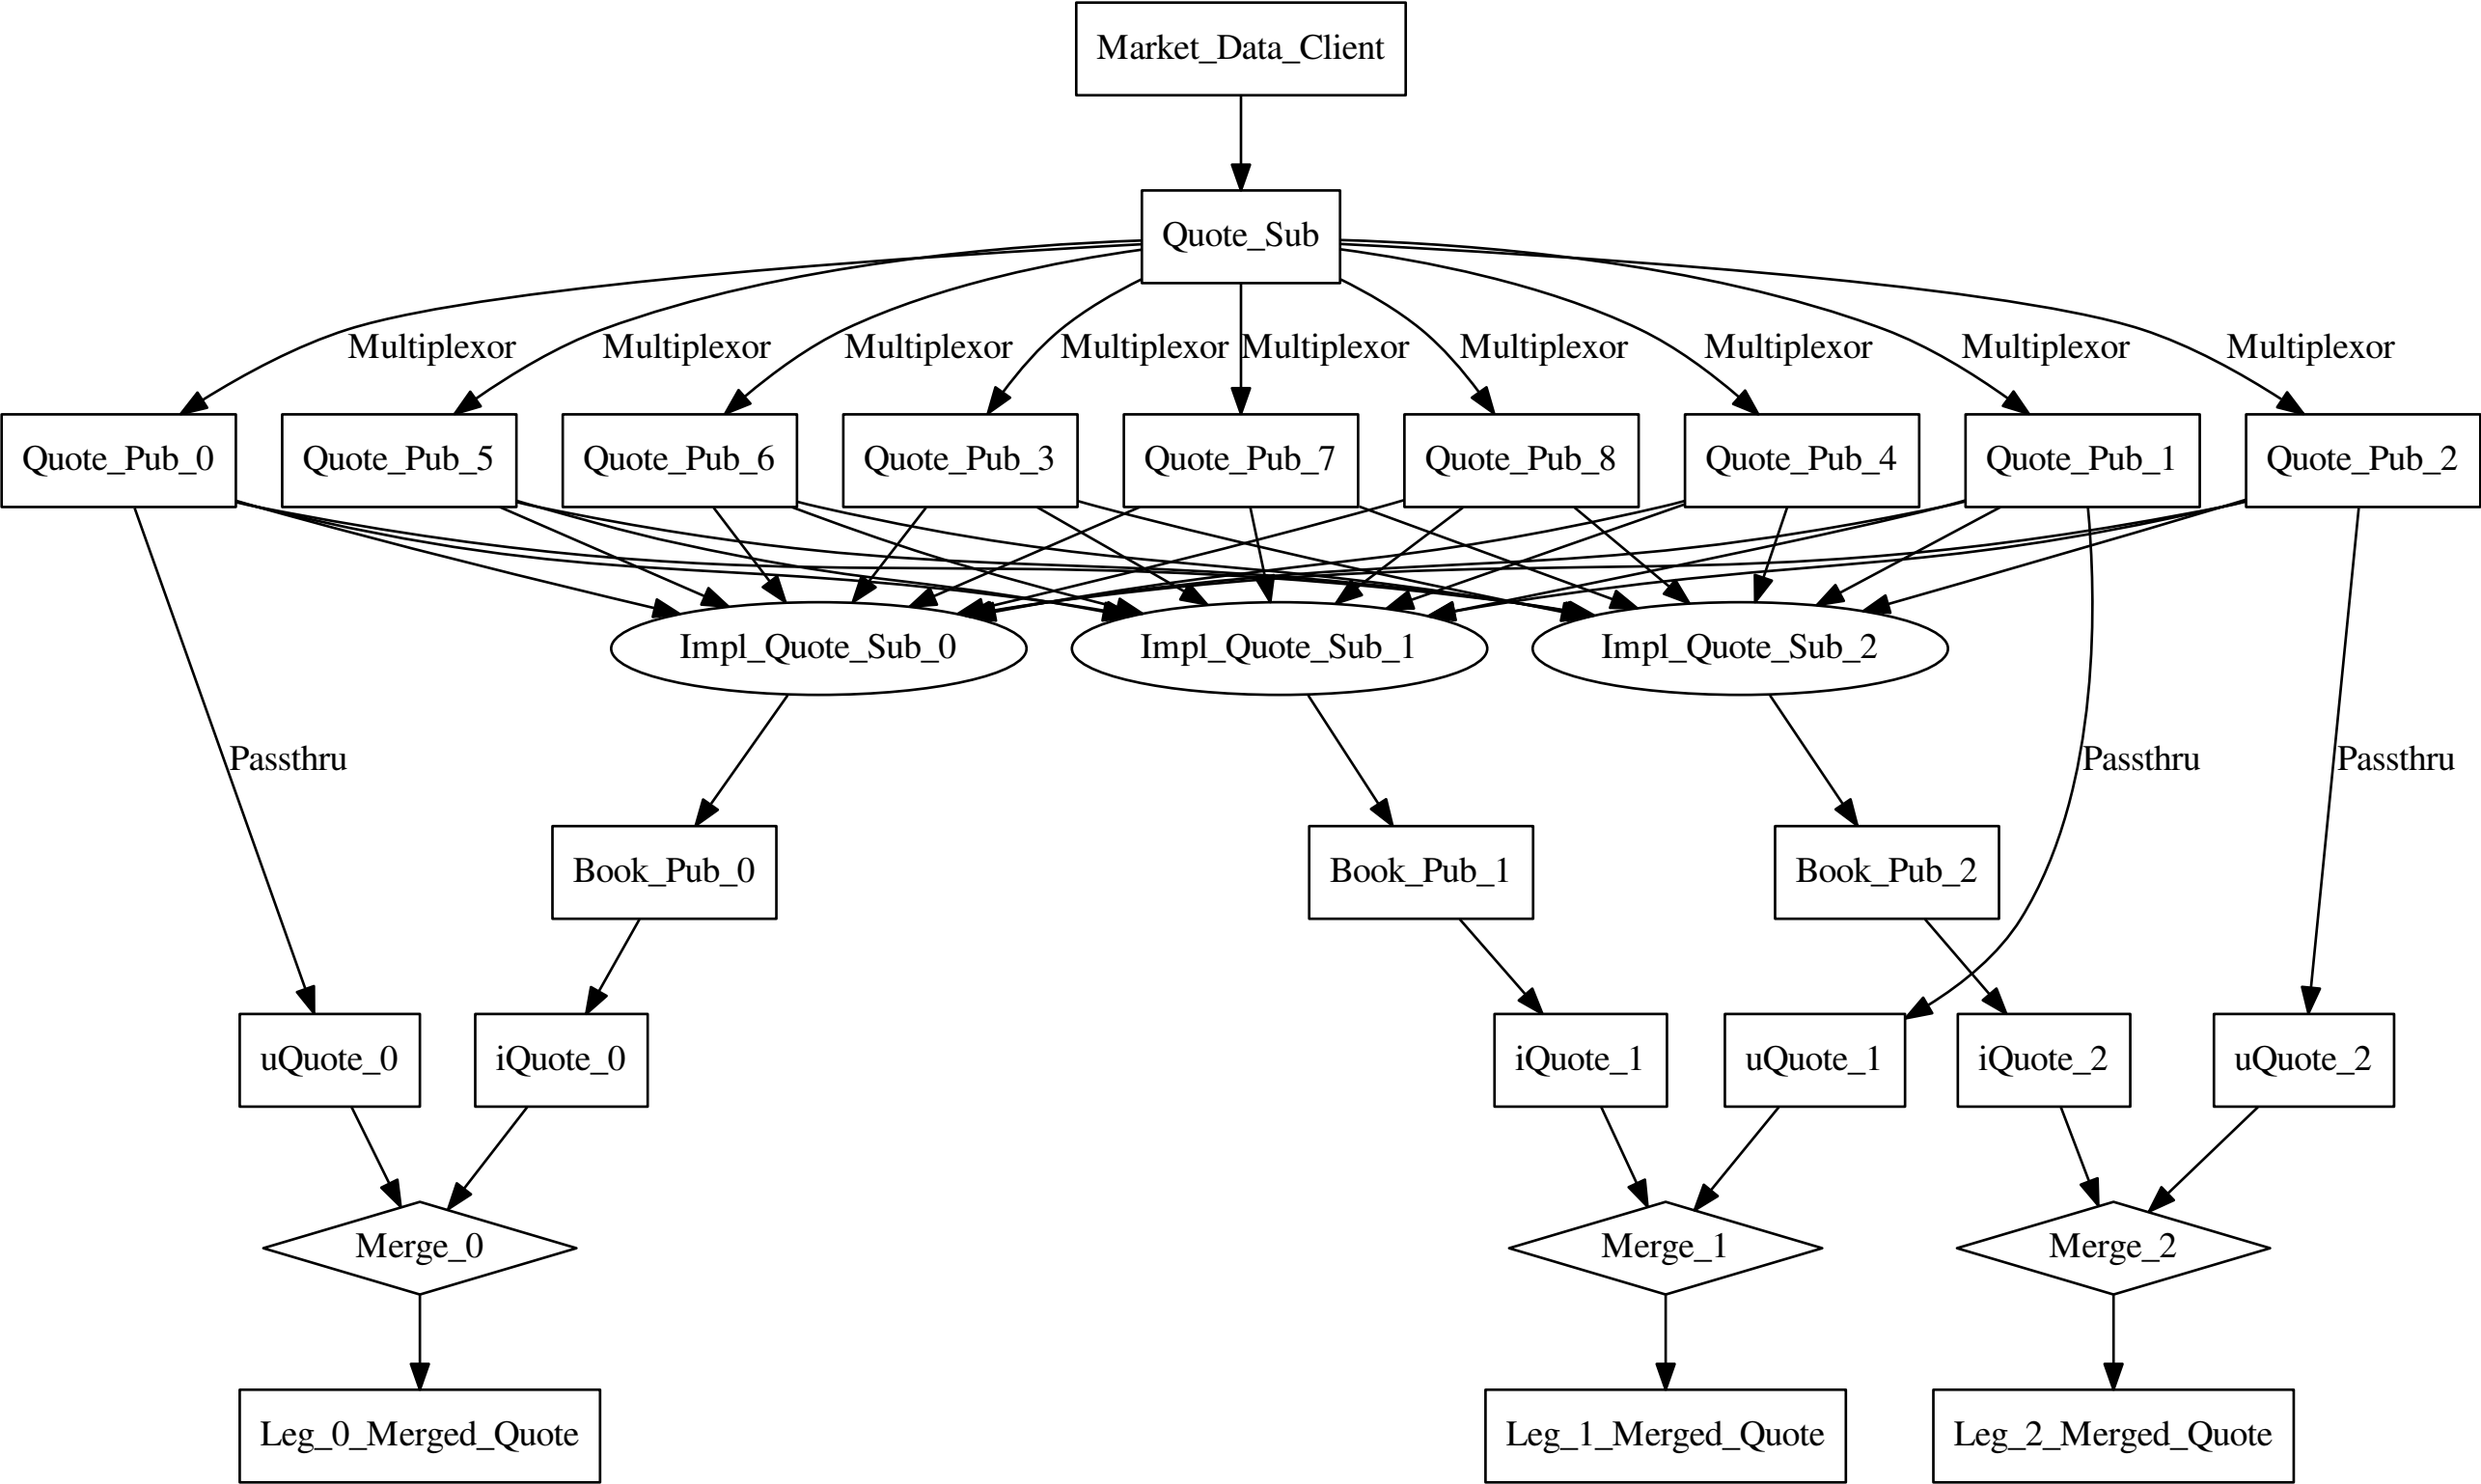 Market_Data_Client
Quote_Sub
Multiplexor
Multiplexor
Multiplexor
Multiplexor
Multiplexor
Multiplexor
Multiplexor
Multiplexor
Multiplexor
Quote_Pub_0
Quote_Pub_5
Quote_Pub_6
Quote_Pub_3
Quote_Pub_7
Quote_Pub_8
Quote_Pub_4
Quote_Pub_1
Quote_Pub_2
Impl_Quote_Sub_0
Impl_Quote_Sub_1
Impl_Quote_Sub_2
Passthru
Passthru
Passthru
Book_Pub_0
Book_Pub_1
Book_Pub_2
uQuote_0
iQuote_0
iQuote_1
uQuote_1
iQuote_2
uQuote_2
Merge_0
Merge_1
Merge_2
Leg_0_Merged_Quote
Leg_1_Merged_Quote
Leg_2_Merged_Quote